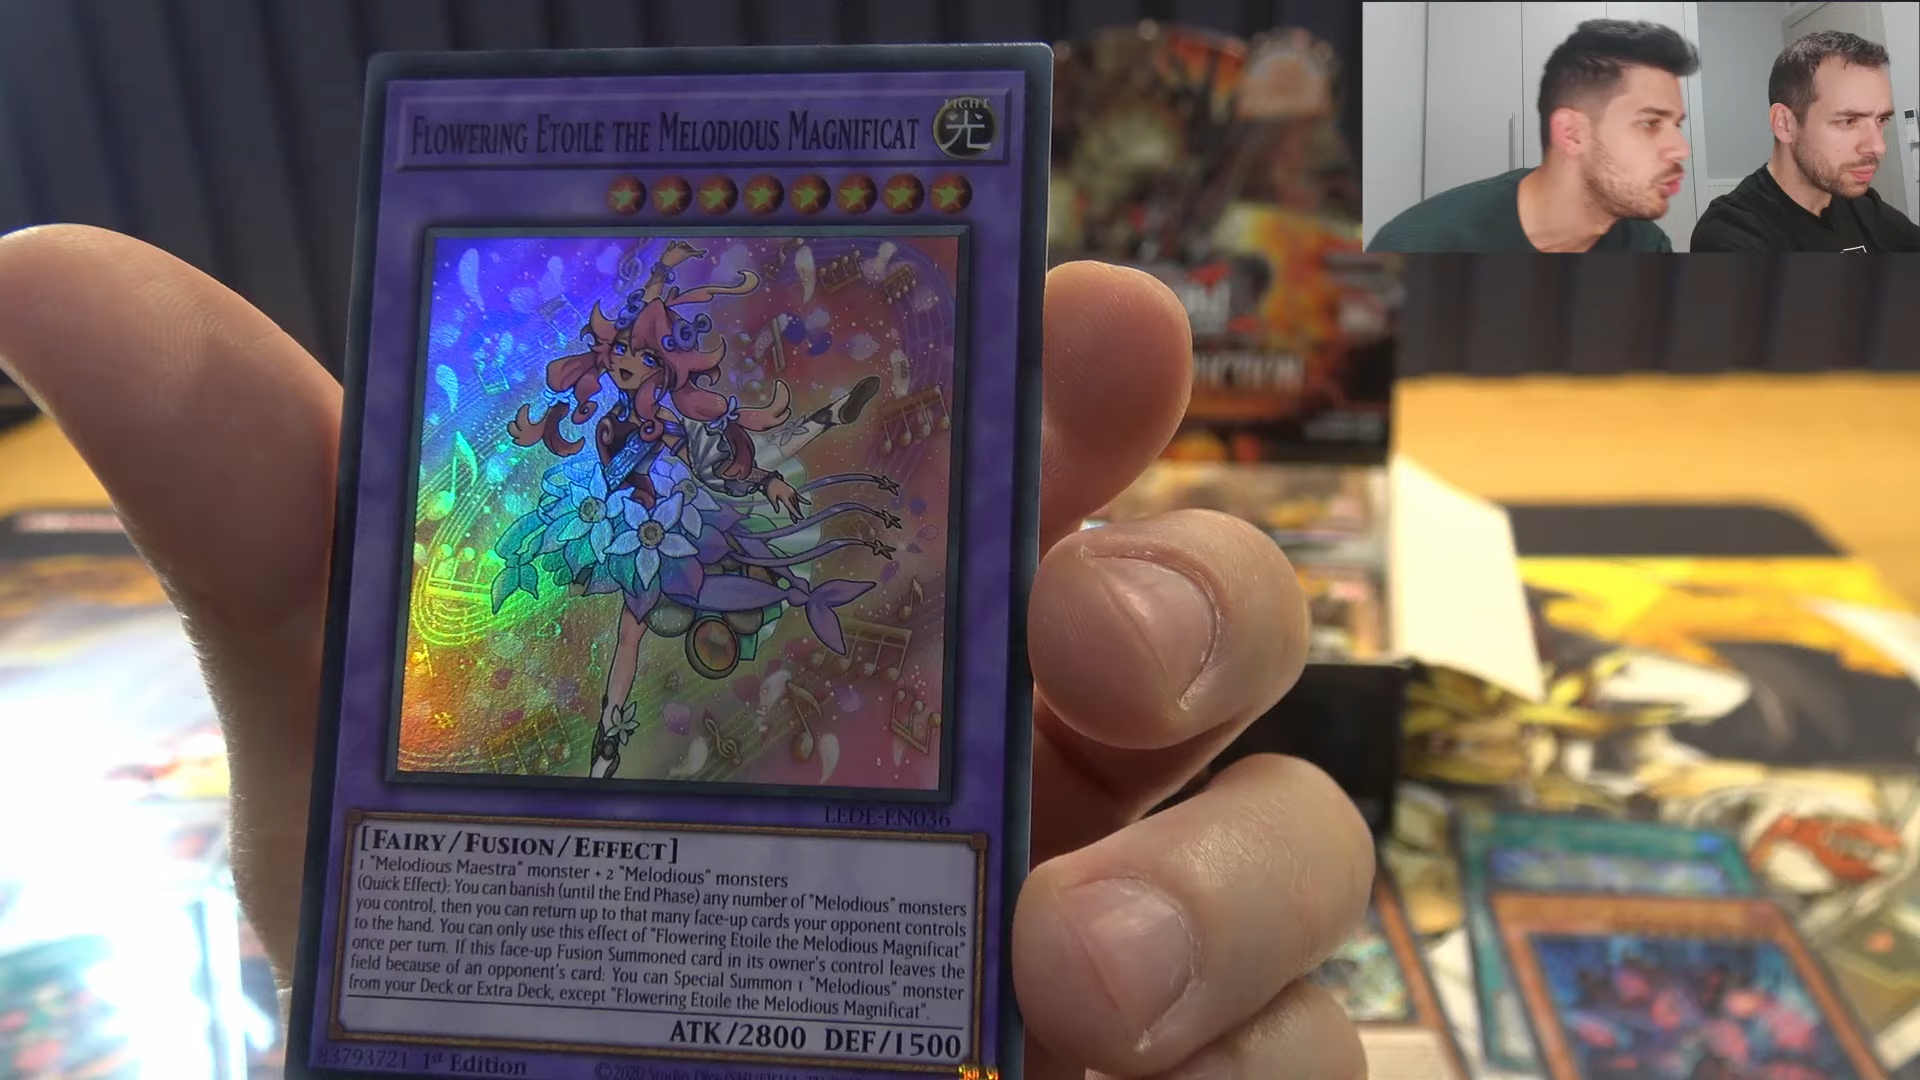 FLOWERING ETOILE THE MELODIOUS MAGNIFICAT
LIGHT
光
LEDE-EN036
[FAIRY/FUSION/EFFECT]
1 "Melodious Maestra" monster + 2 "Melodious" monsters
(Quick Effect): You can banish (until the End Phase) any number of "Melodious" monsters
you control, then you can return up to that many face-up cards your opponent controls
to the hand. You can only use this effect of "Flowering Etoile the Melodious Magnificat"
once per turn. If this face-up Fusion Summoned card in its owner's control leaves the
field because of an opponent's card: You can Special Summon 1 "Melodious" monster
from your Deck or Extra Deck, except "Flowering Etoile the Melodious Magnificat".
ATK/2800 DEF/1500
83793721 1st Edition
©2020 Studio Dice/SHUEISHA